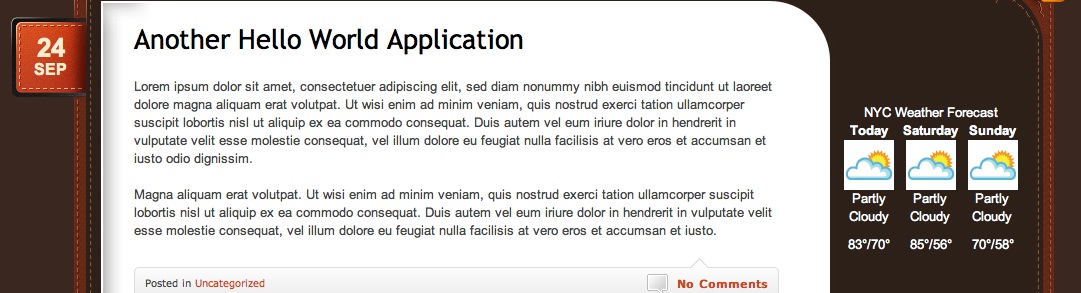 24
SEP
Another Hello World Application
Lorem ipsum dolor sit amet, consectetuer adipiscing elit, sed diam nonummy nibh euismod tincidunt ut laoreet
dolore magna aliquam erat volutpat. Ut wisi enim ad minim veniam, quis nostrud exerci tation ullamcorper
suscipit lobortis nisl ut aliquip ex ea commodo consequat. Duis autem vel eum iriure dolor in hendrerit in
vulputate velit esse molestie consequat, vel illum dolore eu feugiat nulla facilisis at vero eros et accumsan et
iusto odio dignissim.
Magna aliquam erat volutpat. Ut wisi enim ad minim veniam, quis nostrud exerci tation ullamcorper suscipit
lobortis nisl ut aliquip ex ea commodo consequat. Duis autem vel eum iriure dolor in hendrerit in vulputate velit
esse molestie consequat, vel illum dolore eu feugiat nulla facilisis at vero eros et accumsan et iusto.
Posted in Uncategorized
No Comments
NYC Weather Forecast
Today Saturday Sunday
Partly Partly Partly
Cloudy Cloudy Cloudy
83°/70° 85°/56° 70°/58°